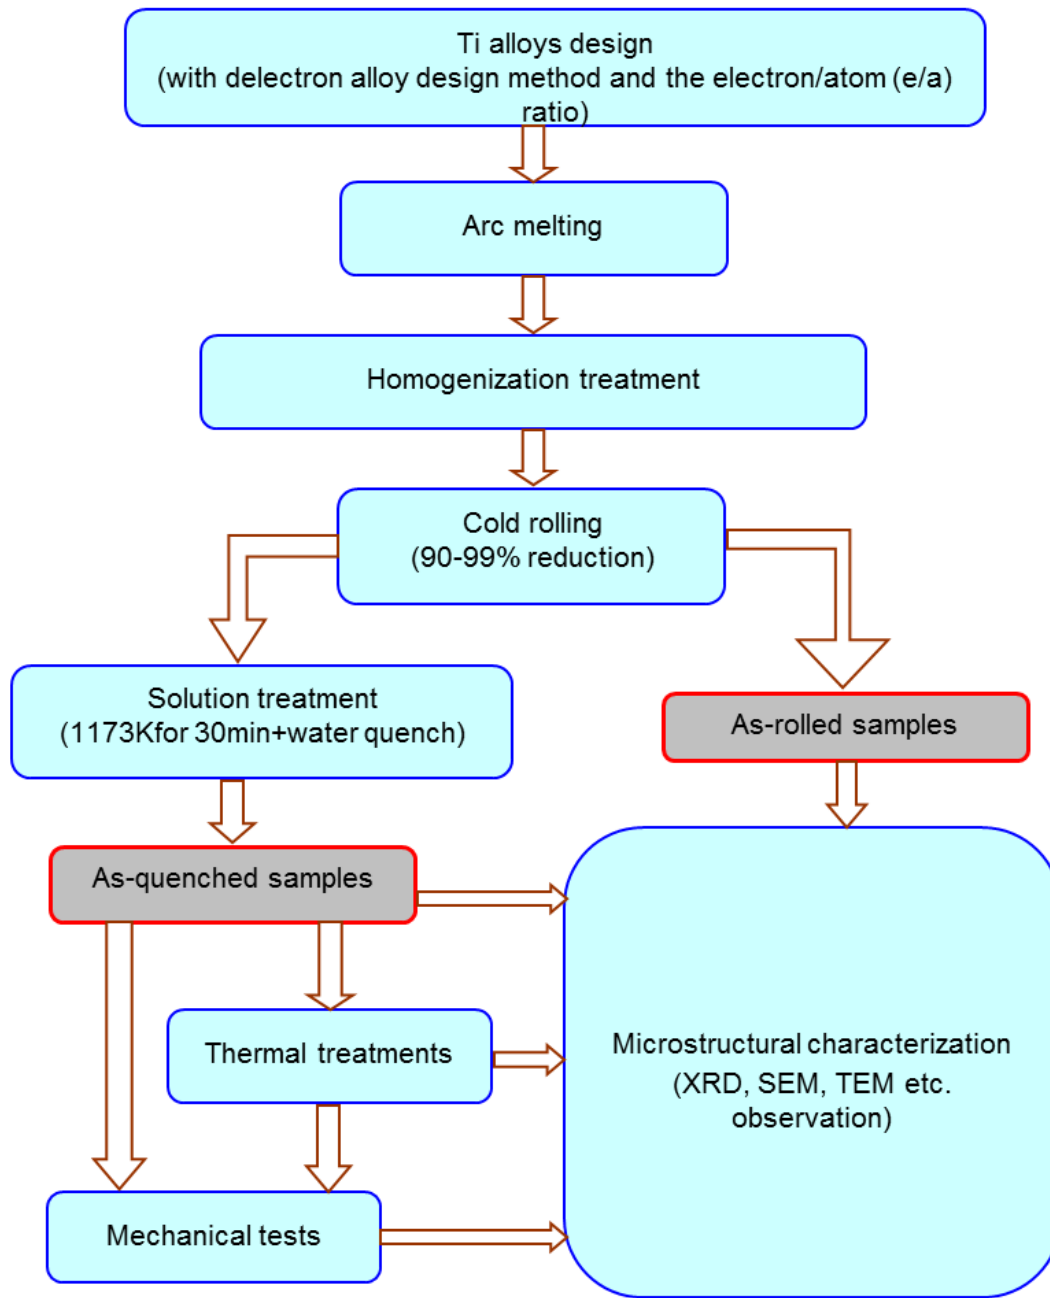 Ti alloys design
(with delectron alloy design method and the electron/atom (e/a)
ratio)
Arc melting
Homogenization treatment
Cold rolling
(90-99% reduction)
Solution treatment
(1173Kfor 30min+water quench)
As-rolled samples
As-quenched samples
Thermal treatments
Microstructural characterization
(XRD, SEM, TEM etc.
observation)
Mechanical tests